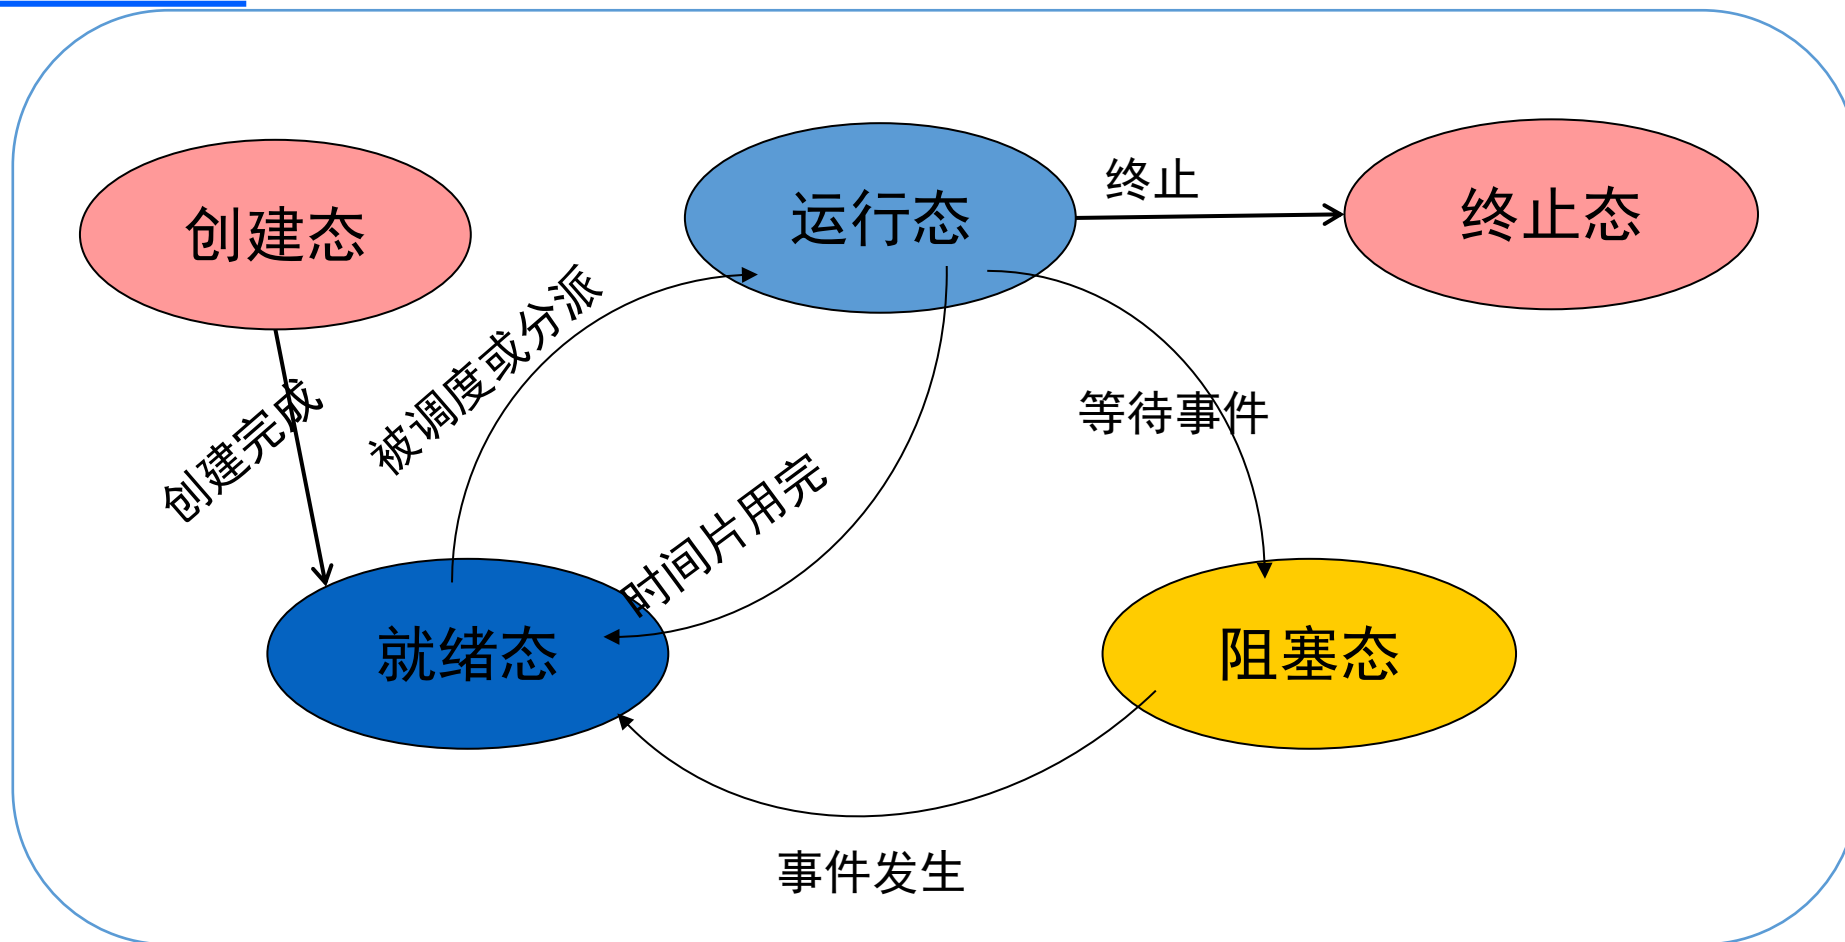 创建态
运行态
终止
终止态
创建完成
被调度或分派
时间片用完
等待事件
就绪态
阻塞态
事件发生